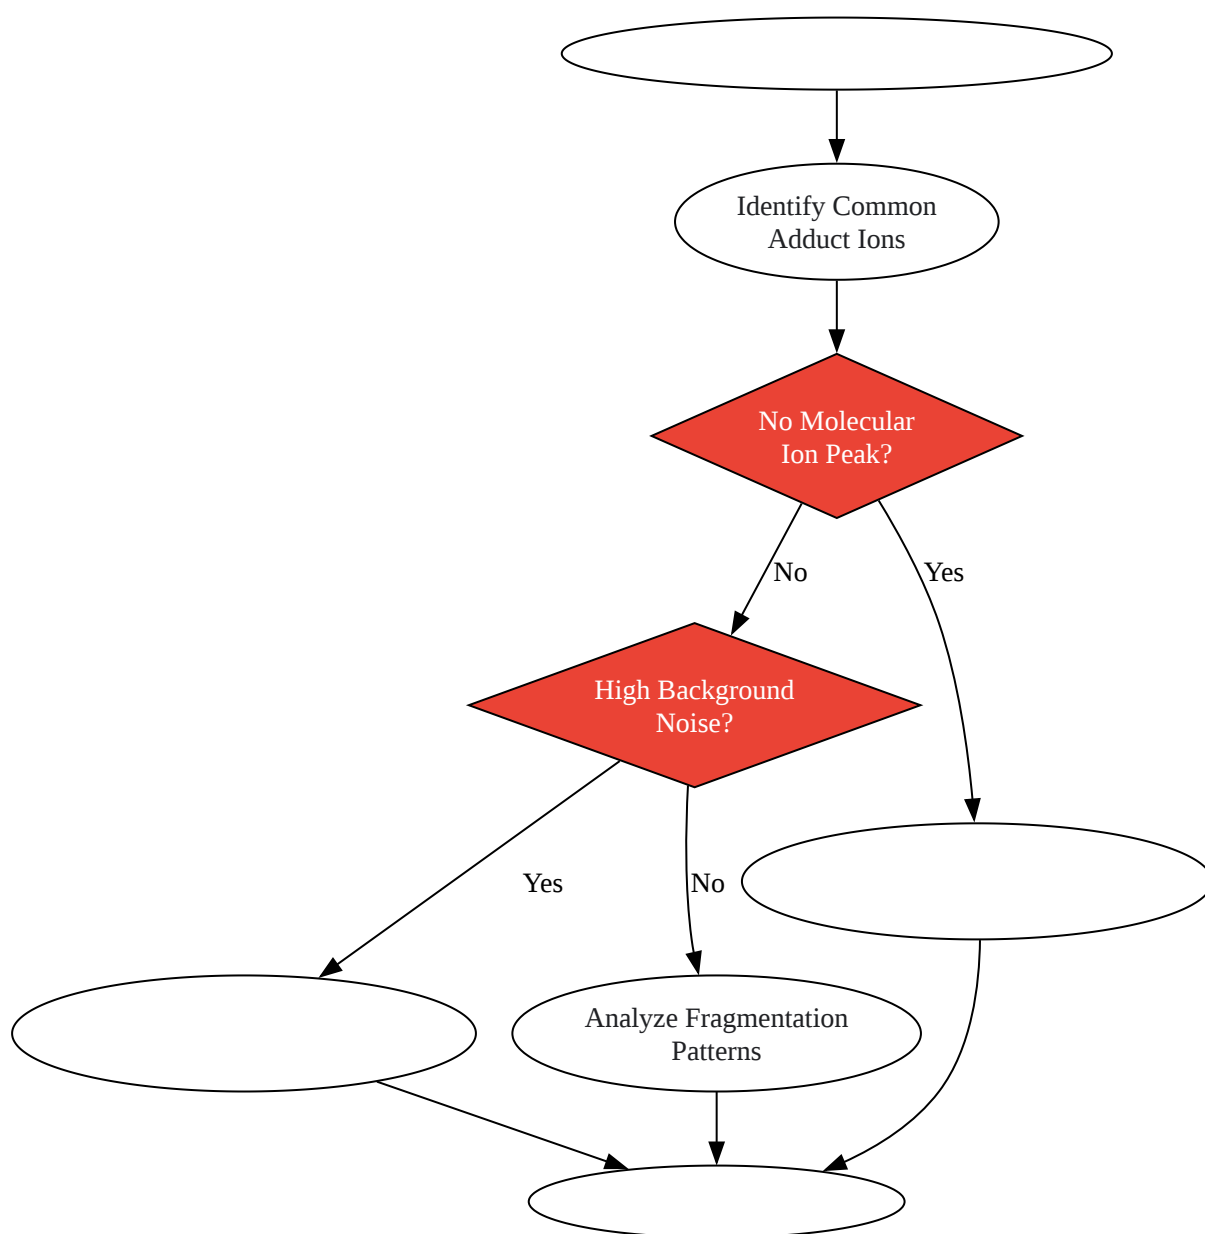 Identify Common
Adduct Ions
No Molecular
Ion Peak?
No
Yes
High Background
Noise?
Yes
No
Analyze Fragmentation
Patterns